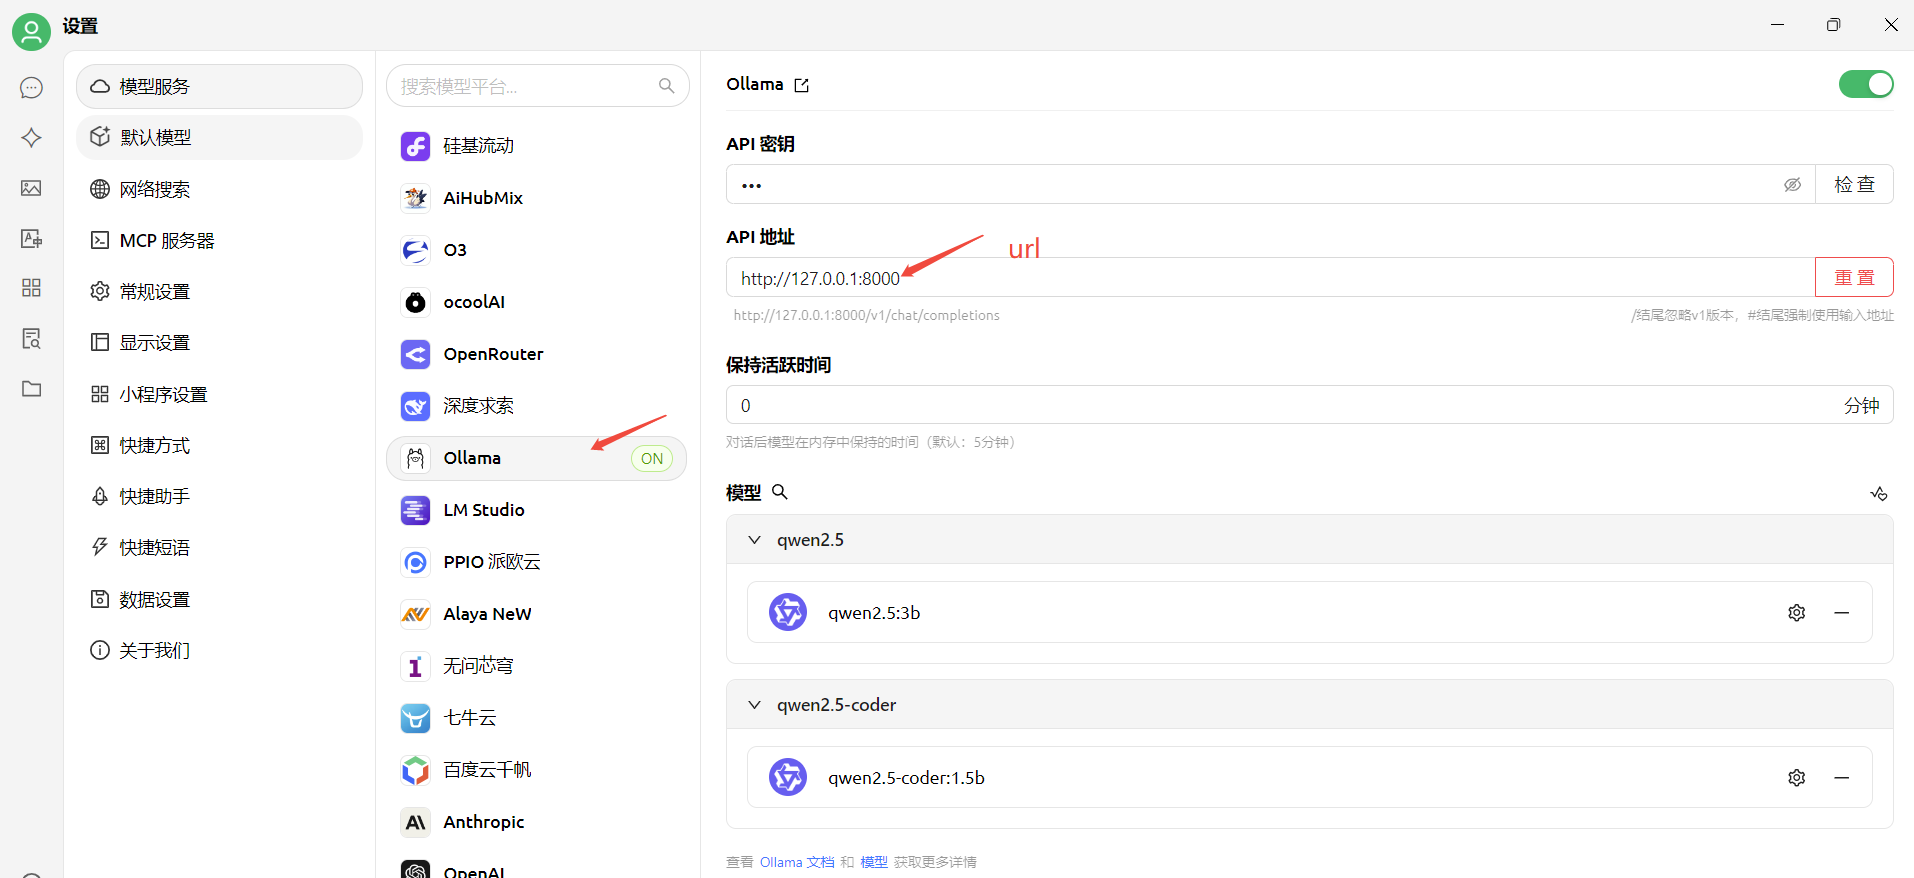 设置
模型服务
默认模型
网络搜索
MCP 服务器
常规设置
显示设置
小程序设置
快捷方式
快捷助手
快捷短语
数据设置
关于我们
搜索模型平台...
硅基流动
AiHubMix
O3
ocoolAI
OpenRouter
深度求索
Ollama ON
LM Studio
PPIO 派欧云
Alaya NeW
无问芯穹
七牛云
百度云千帆
Anthropic
OpenAI
Ollama
API 密钥
••• 检查
API 地址
url
http://127.0.0.1:8000 重置
http://127.0.0.1:8000/v1/chat/completions /结尾忽略v1版本，#结尾强制使用输入地址
保持活跃时间
0 分钟
对话后模型在内存中保持的时间（默认：5分钟）
模型
qwen2.5
qwen2.5:3b
qwen2.5-coder
qwen2.5-coder:1.5b
查看 Ollama 文档 和 模型 获取更多详情